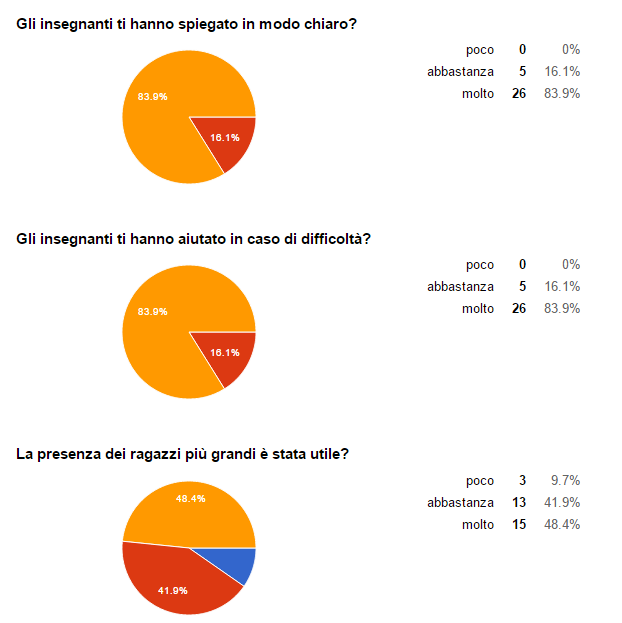 Gli insegnanti ti hanno spiegato in modo chiaro?
poco 0 0%
abbastanza 5 16.1%
molto 26 83.9%
83.9%
16.1%
Gli insegnanti ti hanno aiutato in caso di difficoltà?
poco 0 0%
abbastanza 5 16.1%
molto 26 83.9%
83.9%
16.1%
La presenza dei ragazzi più grandi è stata utile?
poco 3 9.7%
abbastanza 13 41.9%
molto 15 48.4%
48.4%
41.9%